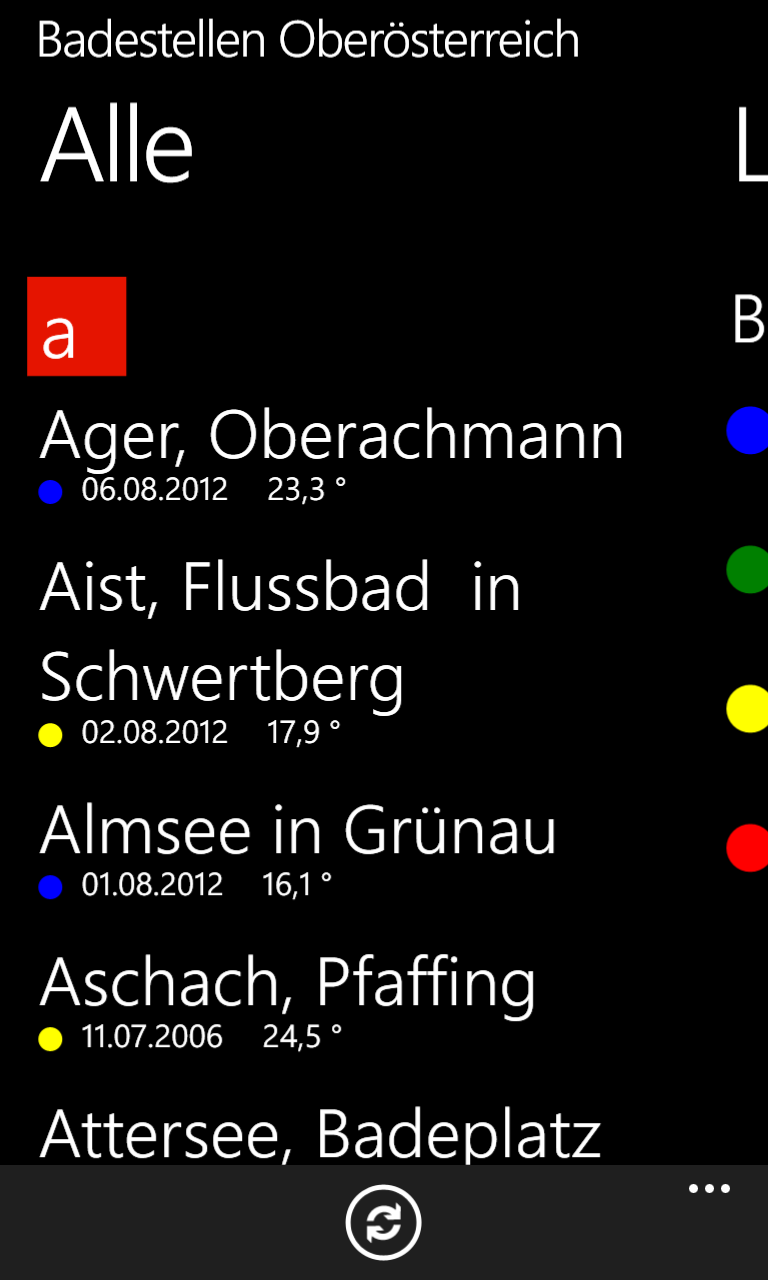 Badestellen Oberösterreich
Alle
L
a
B
Ager, Oberachmann
06.08.2012 23,3 °
Aist, Flussbad in
Schwertberg
02.08.2012 17,9 °
Almsee in Grünau
01.08.2012 16,1 °
Aschach, Pfaffing
11.07.2006 24,5 °
Attersee, Badeplatz